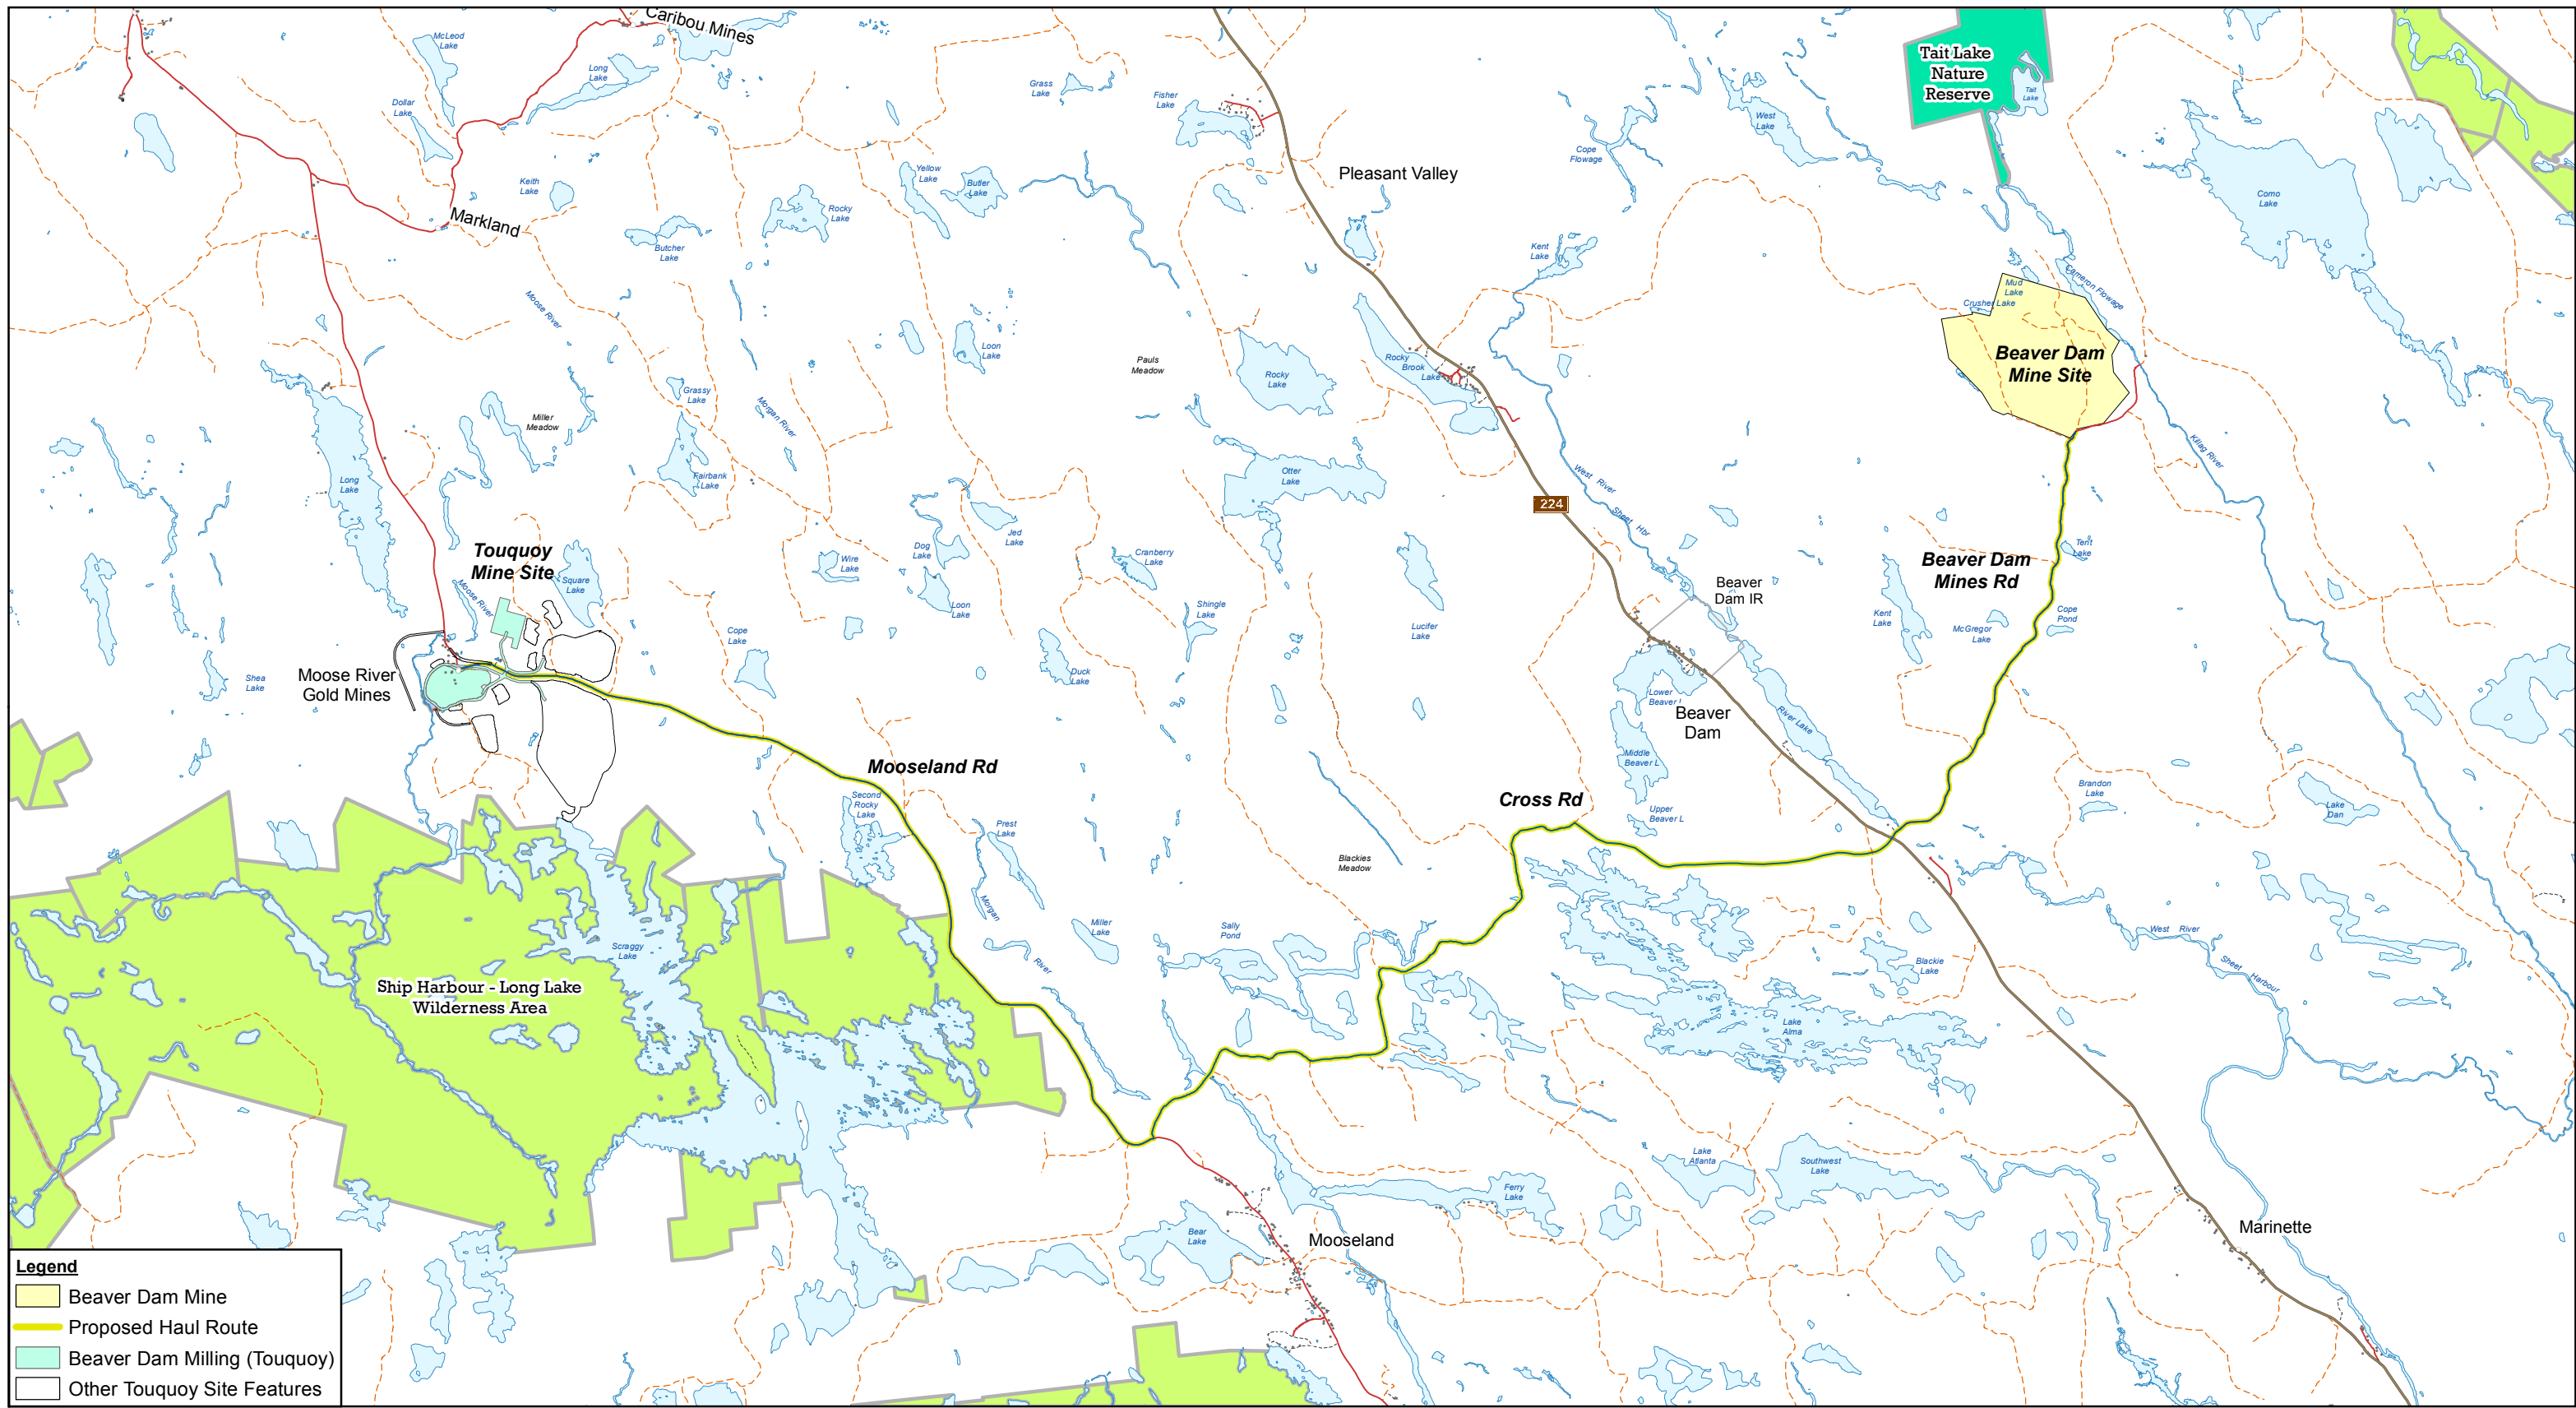 Caribou Mines
McLeod
Lake
Long
Lake
Dollar
Lake
Grass
Lake
Fisher
Lake
West
Lake
Cope
Flowage
Tait Lake
Nature
Reserve
Tait
Lake
Como
Lake
Pleasant Valley
Keith
Lake
Yellow
Lake
Butler
Lake
Rocky
Lake
Markland
Butcher
Lake
Kent
Lake
Moose River
Cameron Flowage
Mud
Lake
Crusher Lake
Beaver Dam
Mine Site
Loon
Lake
Pauls
Meadow
Rocky
Lake
Rocky
Brook
Lake
Grassy
Lake
Morgan River
Miller
Meadow
Long
Lake
Fairbank
Lake
Otter
Lake
West River
Sheet Hbr
224
Killag River
Jed
Lake
Dog
Lake
Wire
Lake
Cranberry
Lake
Loon
Lake
Shingle
Lake
Touquoy
Mine Site
Square
Lake
Moose River
Tent
Lake
Beaver Dam
Mines Rd
Beaver
Dam IR
Kent
Lake
McGregor
Lake
Cope
Pond
Lucifer
Lake
Cope
Lake
Duck
Lake
Shea
Lake
Moose River
Gold Mines
Lower
Beaver L
Beaver
Dam
River Lake
Middle
Beaver L
Mooseland Rd
Cross Rd
Second
Rocky
Lake
Prest
Lake
Upper
Beaver L
Brandon
Lake
Lake
Dan
Blackies
Meadow
Morgan
River
Miller
Lake
Sally
Pond
Blackie
Lake
West River
Sheet Harbour
Scraggy
Lake
Ship Harbour - Long Lake
Wilderness Area
Lake
Alma
Lake
Atlanta
Southwest
Lake
Ferry
Lake
Bear
Lake
Mooseland
Marinette
Legend
Beaver Dam Mine
Proposed Haul Route
Beaver Dam Milling (Touquoy)
Other Touquoy Site Features